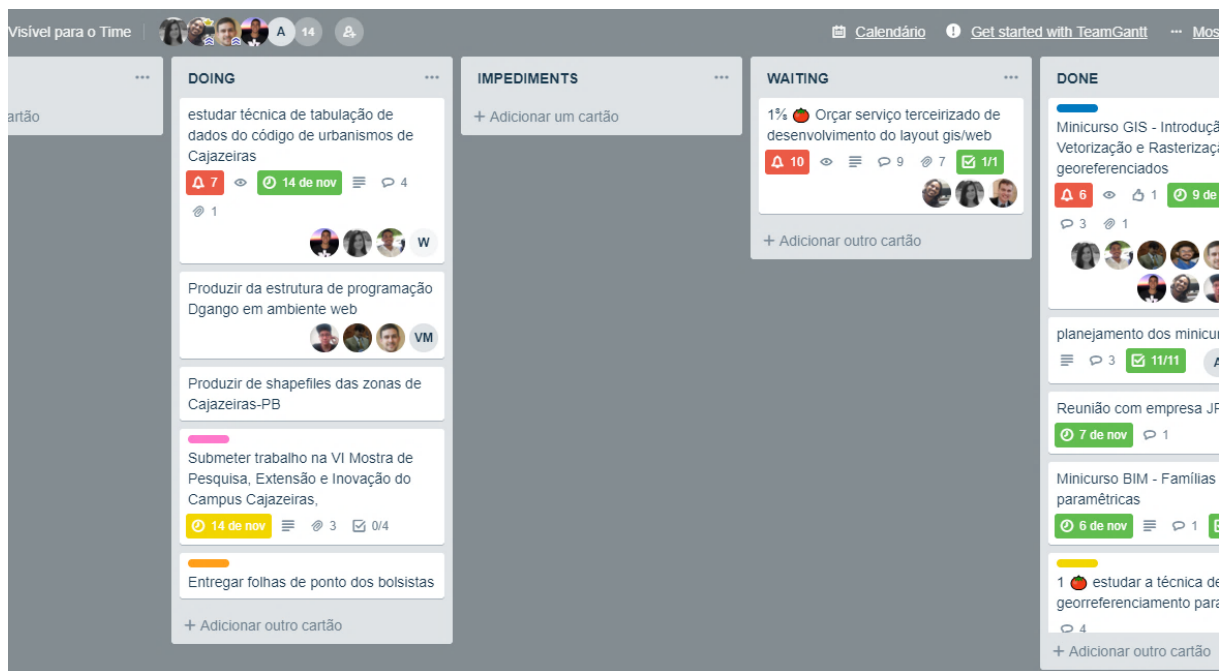 Visível para o Time
A
14
Calendário
Get started with TeamGantt
Mos
artão
DOING
estudar técnica de tabulação de
dados do código de urbanismos de
Cajazeiras
7
14 de nov
4
1
W
Produzir da estrutura de programação
Dgango em ambiente web
VM
Produzir de shapefiles das zonas de
Cajazeiras-PB
Submeter trabalho na VI Mostra de
Pesquisa, Extensão e Inovação do
Campus Cajazeiras,
14 de nov
3
0/4
Entregar folhas de ponto dos bolsistas
+ Adicionar outro cartão
IMPEDIMENTS
+ Adicionar um cartão
WAITING
Orçar serviço terceirizado de
desenvolvimento do layout gis/web
10
9
7
1/1
+ Adicionar outro cartão
DONE
Minicurso GIS - Introduçã
Vetorização e Rasterizaç
georeferenciados
6
1
9 de
3
1
planejamento dos minicu
3
11/11
A
Reunião com empresa JF
7 de nov
1
Minicurso BIM - Famílias
paramêtricas
6 de nov
1
1 🍅 estudar a técnica de
georreferenciamento para
4
+ Adicionar outro cartão